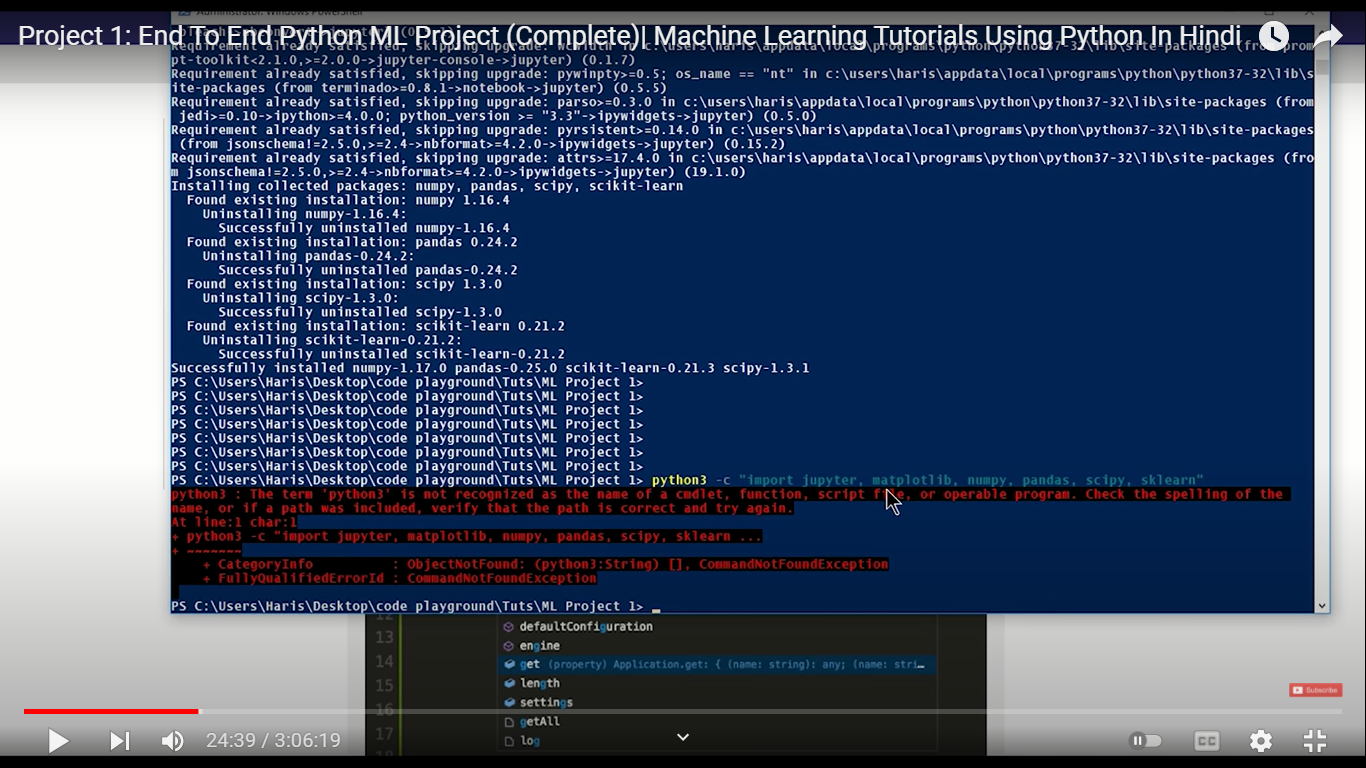 Administrator: Windows PowerShell
Project 1: End To End Python ML Project (Complete)| Machine Learning Tutorials Using Python In Hindi
Requirement already satisfied, skipping upgrade: wcwidth in c:\users\haris\appdata\local\programs\python\python37-32\lib\site-packages (from prom
pt-toolkit<2.1.0,>=2.0.0->jupyter-console->jupyter) (0.1.7)
Requirement already satisfied, skipping upgrade: pywinpty>=0.5; os_name == "nt" in c:\users\haris\appdata\local\programs\python\python37-32\lib\s
ite-packages (from terminado>=0.8.1->notebook->jupyter) (0.5.5)
Requirement already satisfied, skipping upgrade: parso>=0.3.0 in c:\users\haris\appdata\local\programs\python\python37-32\lib\site-packages (from
jedi>=0.10->ipython>=4.0.0; python_version >= "3.3"->ipywidgets->jupyter) (0.5.0)
Requirement already satisfied, skipping upgrade: pyrsistent>=0.14.0 in c:\users\haris\appdata\local\programs\python\python37-32\lib\site-packages
(from jsonschema!=2.5.0,>=2.4->nbformat>=4.2.0->ipywidgets->jupyter) (0.15.2)
Requirement already satisfied, skipping upgrade: attrs>=17.4.0 in c:\users\haris\appdata\local\programs\python\python37-32\lib\site-packages (fro
m jsonschema!=2.5.0,>=2.4->nbformat>=4.2.0->ipywidgets->jupyter) (19.1.0)
Installing collected packages: numpy, pandas, scipy, scikit-learn
Found existing installation: numpy 1.16.4
Uninstalling numpy-1.16.4:
Successfully uninstalled numpy-1.16.4
Found existing installation: pandas 0.24.2
Uninstalling pandas-0.24.2:
Successfully uninstalled pandas-0.24.2
Found existing installation: scipy 1.3.0
Uninstalling scipy-1.3.0:
Successfully uninstalled scipy-1.3.0
Found existing installation: scikit-learn 0.21.2
Uninstalling scikit-learn-0.21.2:
Successfully uninstalled scikit-learn-0.21.2
Successfully installed numpy-1.17.0 pandas-0.25.0 scikit-learn-0.21.3 scipy-1.3.1
PS C:\Users\Haris\Desktop\code playground\Tuts\ML Project 1>
PS C:\Users\Haris\Desktop\code playground\Tuts\ML Project 1>
PS C:\Users\Haris\Desktop\code playground\Tuts\ML Project 1>
PS C:\Users\Haris\Desktop\code playground\Tuts\ML Project 1>
PS C:\Users\Haris\Desktop\code playground\Tuts\ML Project 1>
PS C:\Users\Haris\Desktop\code playground\Tuts\ML Project 1>
PS C:\Users\Haris\Desktop\code playground\Tuts\ML Project 1>
PS C:\Users\Haris\Desktop\code playground\Tuts\ML Project 1> python3 -c "import jupyter, matplotlib, numpy, pandas, scipy, sklearn"
python3 : The term 'python3' is not recognized as the name of a cmdlet, function, script file, or operable program. Check the spelling of the
name, or if a path was included, verify that the path is correct and try again.
At line:1 char:1
+ python3 -c "import jupyter, matplotlib, numpy, pandas, scipy, sklearn ...
+ ~~~~~~~
+ CategoryInfo : ObjectNotFound: (python3:String) [], CommandNotFoundException
+ FullyQualifiedErrorId : CommandNotFoundException
PS C:\Users\Haris\Desktop\code playground\Tuts\ML Project 1> _
12 defaultConfiguration
13 engine
14 get (property) Application.get: { (name: string): any; (name: stri…
15 length
16 settings
17 getAll
log
Subscribe
24:39 / 3:06:19
CC